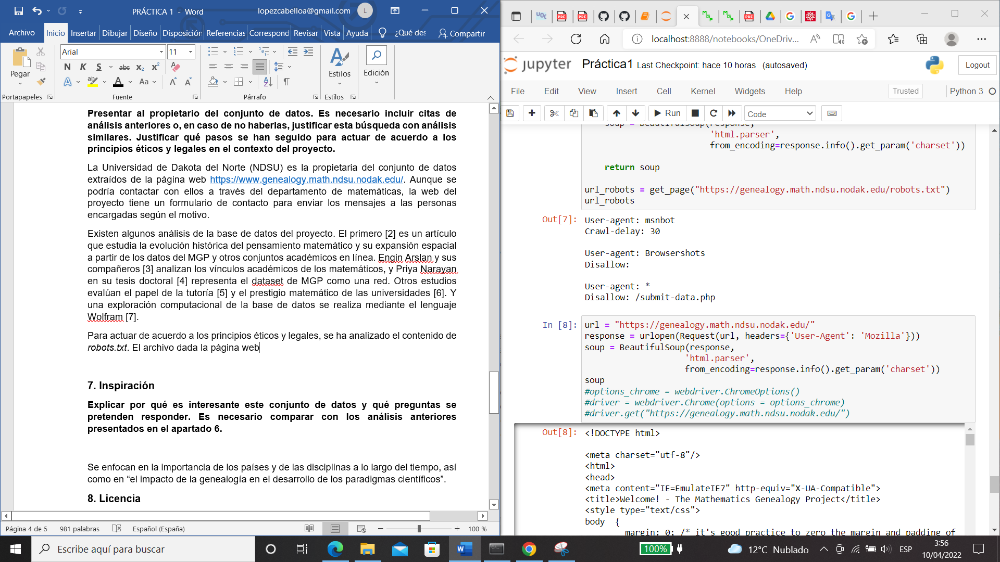 PRÁCTICA 1 - Word
lopezcabelloa@gmail.com
L
Archivo
Inicio
Insertar
Dibujar
Diseño
Disposición
Referencias
Correspond
Revisar
Vista
Ayuda
¿Qué des
Compartir
Pegar
Arial
11
N K S abc x₂ x²
A ab A Aa A A
Estilos
Edición
Portapapeles
Fuente
Párrafo
Estilos
Presentar al propietario del conjunto de datos. Es necesario incluir citas de
análisis anteriores o, en caso de no haberlas, justificar esta búsqueda con análisis
similares. Justificar qué pasos se han seguido para actuar de acuerdo a los
principios éticos y legales en el contexto del proyecto.
La Universidad de Dakota del Norte (NDSU) es la propietaria del conjunto de datos
extraídos de la página web https://www.genealogy.math.ndsu.nodak.edu/. Aunque se
podría contactar con ellos a través del departamento de matemáticas, la web del
proyecto tiene un formulario de contacto para enviar los mensajes a las personas
encargadas según el motivo.
Existen algunos análisis de la base de datos del proyecto. El primero [2] es un artículo
que estudia la evolución histórica del pensamiento matemático y su expansión espacial
a partir de los datos del MGP y otros conjuntos académicos en línea. Engin Arslan y sus
compañeros [3] analizan los vínculos académicos de los matemáticos, y Priya Narayan
en su tesis doctoral [4] representa el dataset de MGP como una red. Otros estudios
evalúan el papel de la tutoría [5] y el prestigio matemático de las universidades [6]. Y
una exploración computacional de la base de datos se realiza mediante el lenguaje
Wolfram [7].
Para actuar de acuerdo a los principios éticos y legales, se ha analizado el contenido de
robots.txt. El archivo dada la página web
7. Inspiración
Explicar por qué es interesante este conjunto de datos y qué preguntas se
pretenden responder. Es necesario comparar con los análisis anteriores
presentados en el apartado 6.
Se enfocan en la importancia de los países y de las disciplinas a lo largo del tiempo, así
como en “el impacto de la genealogía en el desarrollo de los paradigmas científicos”.
8. Licencia
Página 4 de 5
981 palabras
Español (España)
100 %
UOC
PDF
PDF
PDF
localhost:8888/notebooks/OneDriv...
jupyter Práctica1 Last Checkpoint: hace 10 horas (autosaved)
Logout
File
Edit
View
Insert
Cell
Kernel
Widgets
Help
Trusted
Python 3
Run
Code
soup = BeautifulSoup(response,
'html.parser',
from_encoding=response.info().get_param('charset'))
return soup
url_robots = get_page("https://genealogy.math.ndsu.nodak.edu/robots.txt")
url_robots
Out[7]: User-agent: msnbot
Crawl-delay: 30
User-agent: Browsershots
Disallow:
User-agent: *
Disallow: /submit-data.php
In [8]: url = "https://genealogy.math.ndsu.nodak.edu/"
response = urlopen(Request(url, headers={'User-Agent': 'Mozilla'}))
soup = BeautifulSoup(response,
'html.parser',
from_encoding=response.info().get_param('charset'))
soup
#options_chrome = webdriver.ChromeOptions()
#driver = webdriver.Chrome(options = options_chrome)
#driver.get("https://genealogy.math.ndsu.nodak.edu/")
Out[8]: <!DOCTYPE html>
<meta charset="utf-8"/>
<html>
<head>
<meta content="IE=EmulateIE7" http-equiv="X-UA-Compatible">
<title>Welcome! - The Mathematics Genealogy Project</title>
<style type="text/css">
body {
margin: 0; /* it's good practice to zero the margin and padding of
Escribe aquí para buscar
100%
12°C Nublado
ESP
3:56
10/04/2022